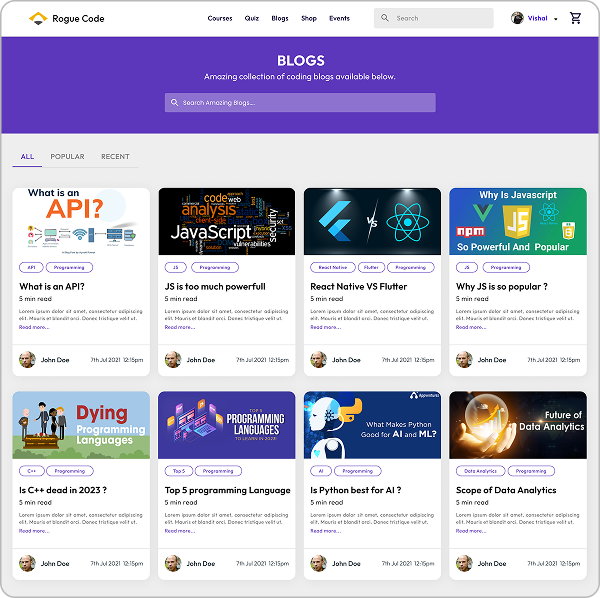 Rogue Code
Courses Quiz Blogs Shop Events
Search
Vishal
BLOGS
Amazing collection of coding blogs available below.
Search Amazing Blogs...
ALL POPULAR RECENT
What is an
API?
API Programming
What is an API?
5 min read
Lorem ipsum dolor sit amet, consectetur adipiscing
elit. Mauris et blandit orci. Donec tristique velit ut.
Read more...
John Doe 7th Jul 2021 12:15pm
code web
analysis
client-side
JavaScript
security
vulnerabilities
JS Programming
JS is too much powerfull
5 min read
Lorem ipsum dolor sit amet, consectetur adipiscing
elit. Mauris et blandit orci. Donec tristique velit ut.
Read more...
John Doe 7th Jul 2021 12:15pm
VS
React Native Flutter Programming
React Native VS Flutter
5 min read
Lorem ipsum dolor sit amet, consectetur adipiscing
elit. Mauris et blandit orci. Donec tristique velit ut.
Read more...
John Doe 7th Jul 2021 12:15pm
Why Is Javascript
npm JS
So Powerful And Popular
JS Programming
Why JS is so popular ?
5 min read
Lorem ipsum dolor sit amet, consectetur adipiscing
elit. Mauris et blandit orci. Donec tristique velit ut.
Read more...
John Doe 7th Jul 2021 12:15pm
Dying
Programming
Languages
C++ Programming
Is C++ dead in 2023 ?
5 min read
Lorem ipsum dolor sit amet, consectetur adipiscing
elit. Mauris et blandit orci. Donec tristique velit ut.
Read more...
John Doe 7th Jul 2021 12:15pm
TOP 5
PROGRAMMING
LANGUAGES
TO LEARN IN 2023!
Top 5 Programming
Top 5 programming Language
5 min read
Lorem ipsum dolor sit amet, consectetur adipiscing
elit. Mauris et blandit orci. Donec tristique velit ut.
Read more...
John Doe 7th Jul 2021 12:15pm
Appventurez
What Makes Python
Good for AI and ML?
AI Programming
Is Python best for AI ?
5 min read
Lorem ipsum dolor sit amet, consectetur adipiscing
elit. Mauris et blandit orci. Donec tristique velit ut.
Read more...
John Doe 7th Jul 2021 12:15pm
Future of
Data Analytics
Data Analytics Programming
Scope of Data Analytics
5 min read
Lorem ipsum dolor sit amet, consectetur adipiscing
elit. Mauris et blandit orci. Donec tristique velit ut.
Read more...
John Doe 7th Jul 2021 12:15pm